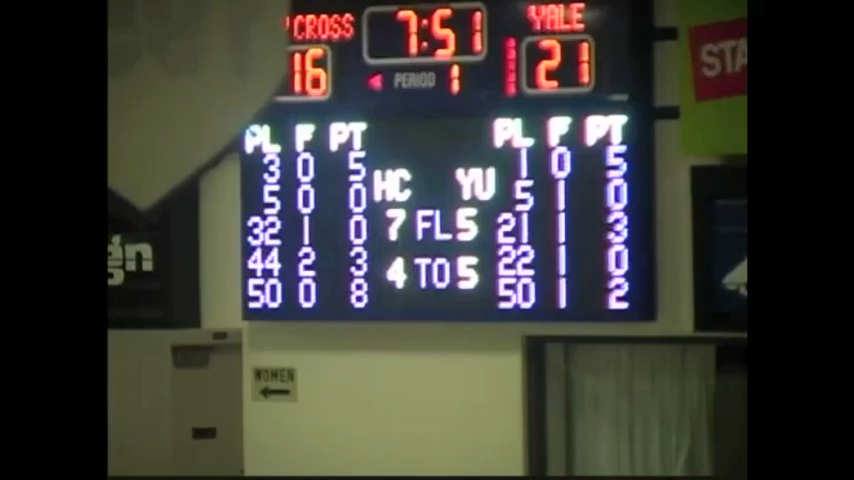 CROSS 7:51 YALE
16 PERIOD 1 21
STA
PL F PT PL F PT
3 0 5 1 0 5
5 0 0 HC YU 5 1 0
32 1 0 7 FL 5 21 1 3
44 2 3 4 TO 5 22 1 0
50 0 8 50 1 2
WOMEN